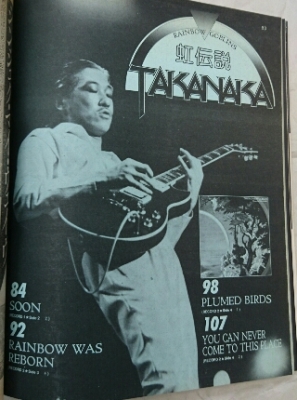 RAINBOW GOBLINS
虹伝説
TAKANAKA
84
SOON
92
RAINBOW WAS
REBORN
98
PLUMED BIRDS
107
YOU CAN NEVER
COME TO THIS PLACE